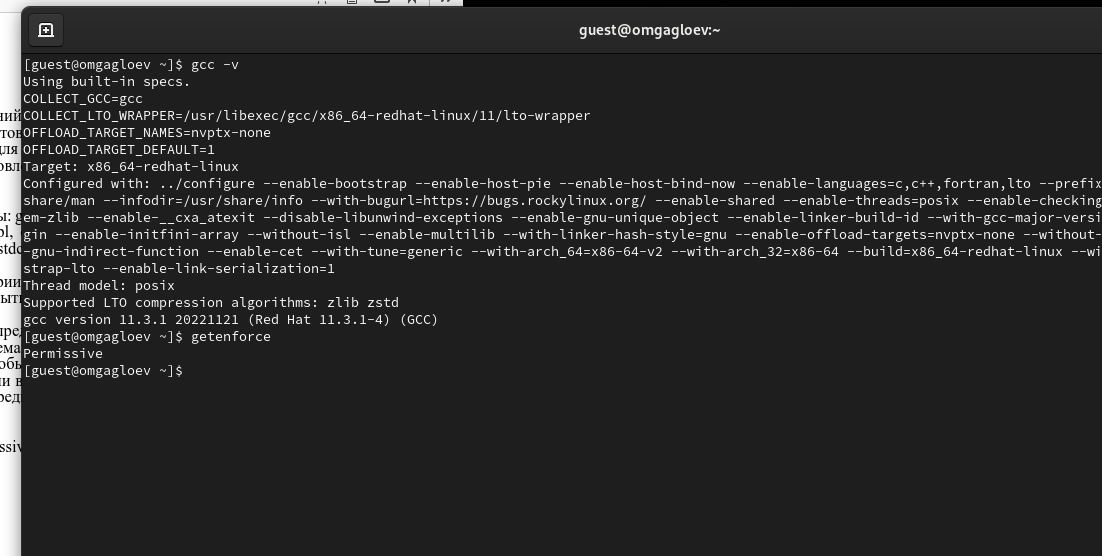 guest@omgagloev:~
[guest@omgagloev ~]$ gcc -v
Using built-in specs.
COLLECT_GCC=gcc
COLLECT_LTO_WRAPPER=/usr/libexec/gcc/x86_64-redhat-linux/11/lto-wrapper
OFFLOAD_TARGET_NAMES=nvptx-none
OFFLOAD_TARGET_DEFAULT=1
Target: x86_64-redhat-linux
Configured with: ../configure --enable-bootstrap --enable-host-pie --enable-host-bind-now --enable-languages=c,c++,fortran,lto --prefix
share/man --infodir=/usr/share/info --with-bugurl=https://bugs.rockylinux.org/ --enable-shared --enable-threads=posix --enable-checking
em-zlib --enable-__cxa_atexit --disable-libunwind-exceptions --enable-gnu-unique-object --enable-linker-build-id --with-gcc-major-versi
gin --enable-initfini-array --without-isl --enable-multilib --with-linker-hash-style=gnu --enable-offload-targets=nvptx-none --without-
-gnu-indirect-function --enable-cet --with-tune=generic --with-arch_64=x86-64-v2 --with-arch_32=x86-64 --build=x86_64-redhat-linux --wi
strap-lto --enable-link-serialization=1
Thread model: posix
Supported LTO compression algorithms: zlib zstd
gcc version 11.3.1 20221121 (Red Hat 11.3.1-4) (GCC)
[guest@omgagloev ~]$ getenforce
Permissive
[guest@omgagloev ~]$